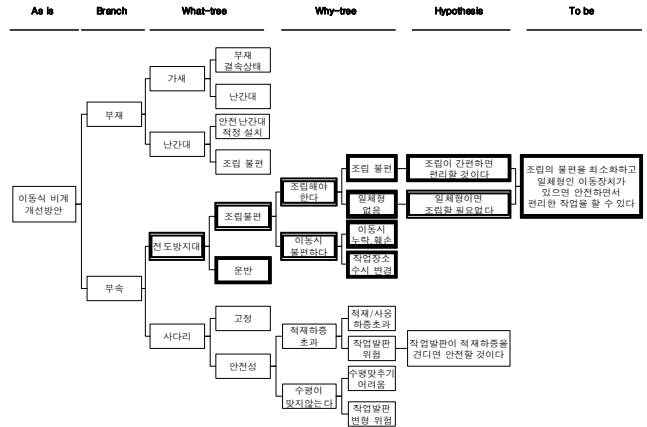 As is
Branch
What-tree
Why-tree
Hypothesis
To be
이동식 비계
개선방안
부재
부속
가새
난간대
전도방지대
사다리
부재
결속상태
난간대
안전난간대
적정 설치
조립 불편
조립불편
운반
고정
안전성
조립해야
한다
이동시
불편하다
적재하중
초과
수평이
맞지않는다
조립 불편
일체형
없음
이동시
누락,훼손
작업장소
수시 변경
적재/사용
하중초과
작업발판
위험
수평맞추기
어려움
작업발판
변형 위험
조립이 간편하면
편리할 것이다
일체형이면
조립할 필요없다
작업발판이 적재하중을
견디면 안전할 것이다
조립의 불편을 최소화하고
일체형인 이동장치가
있으면 안전하면서
편리한 작업을 할 수 있다